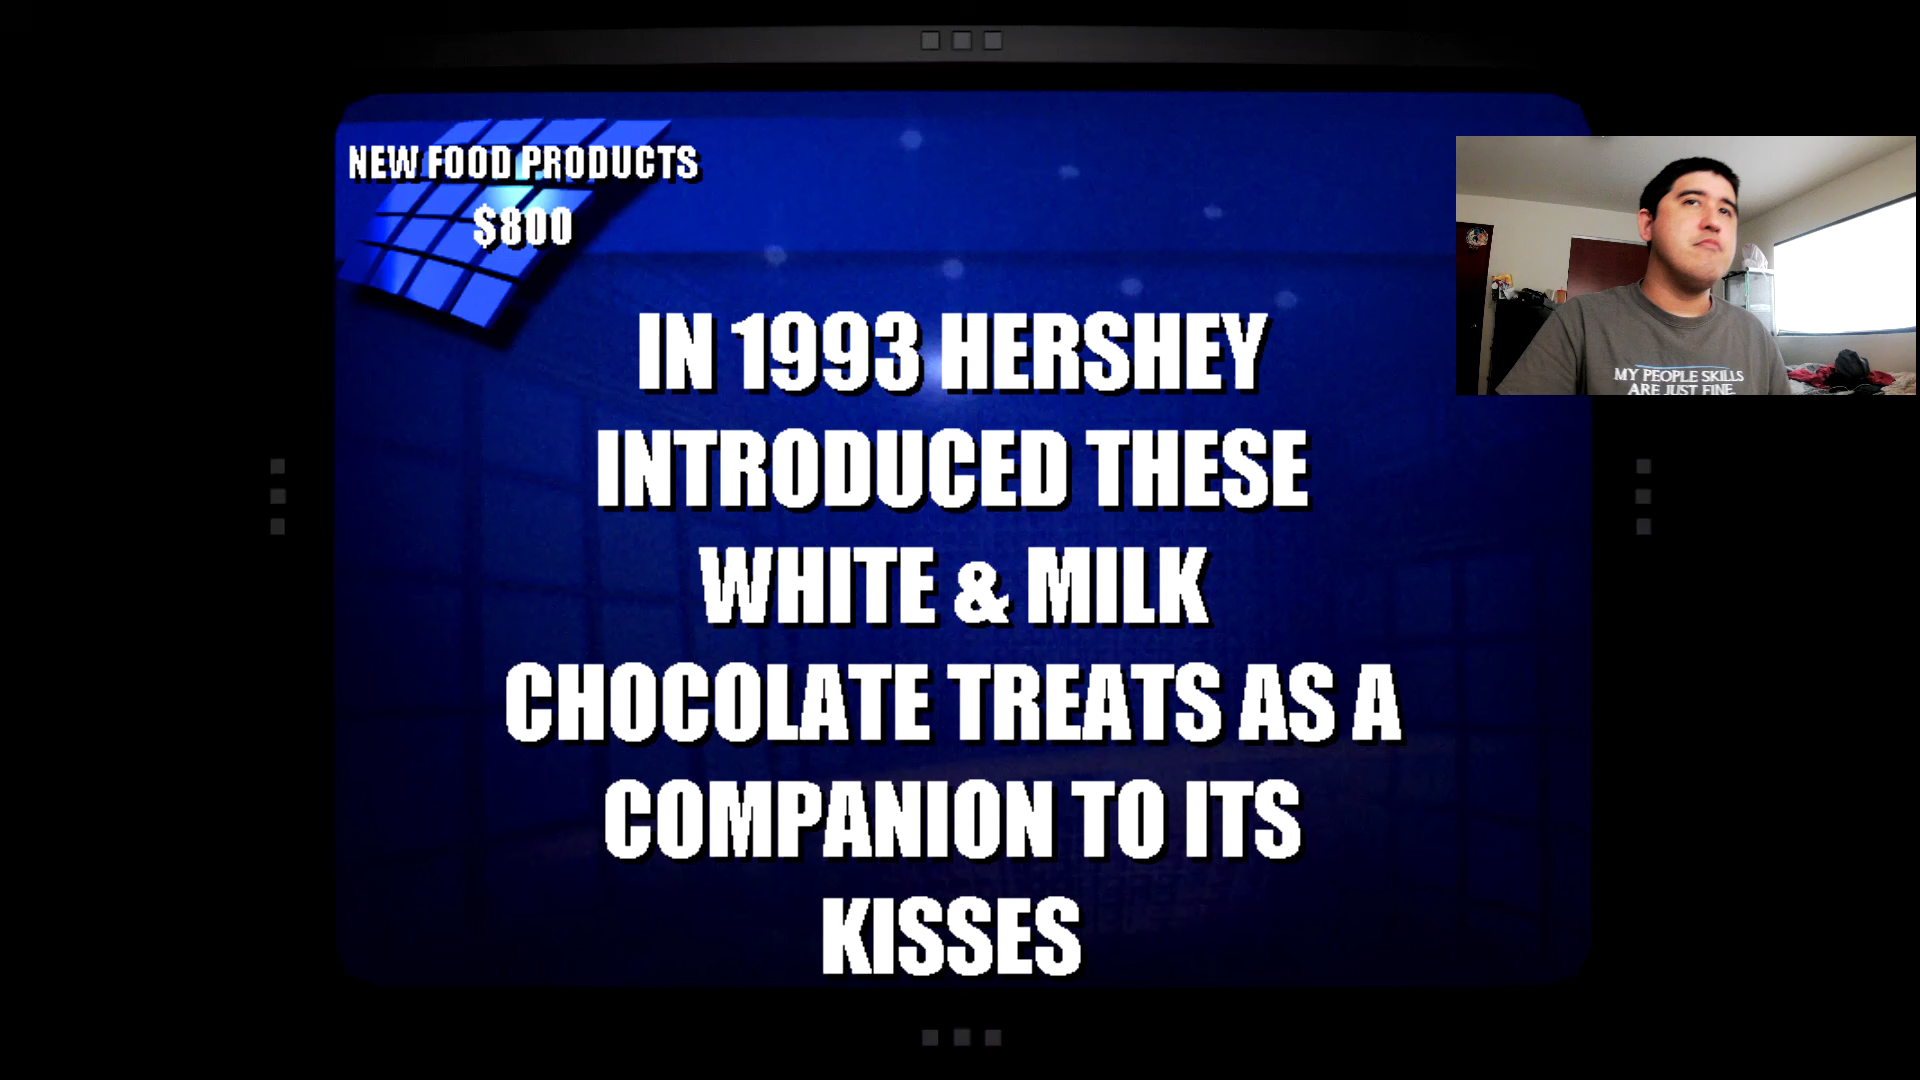 NEW FOOD PRODUCTS
$800
IN 1993 HERSHEY
INTRODUCED THESE
WHITE & MILK
CHOCOLATE TREATS AS A
COMPANION TO ITS
KISSES
MY PEOPLE SKILLS
ARE JUST FINE.